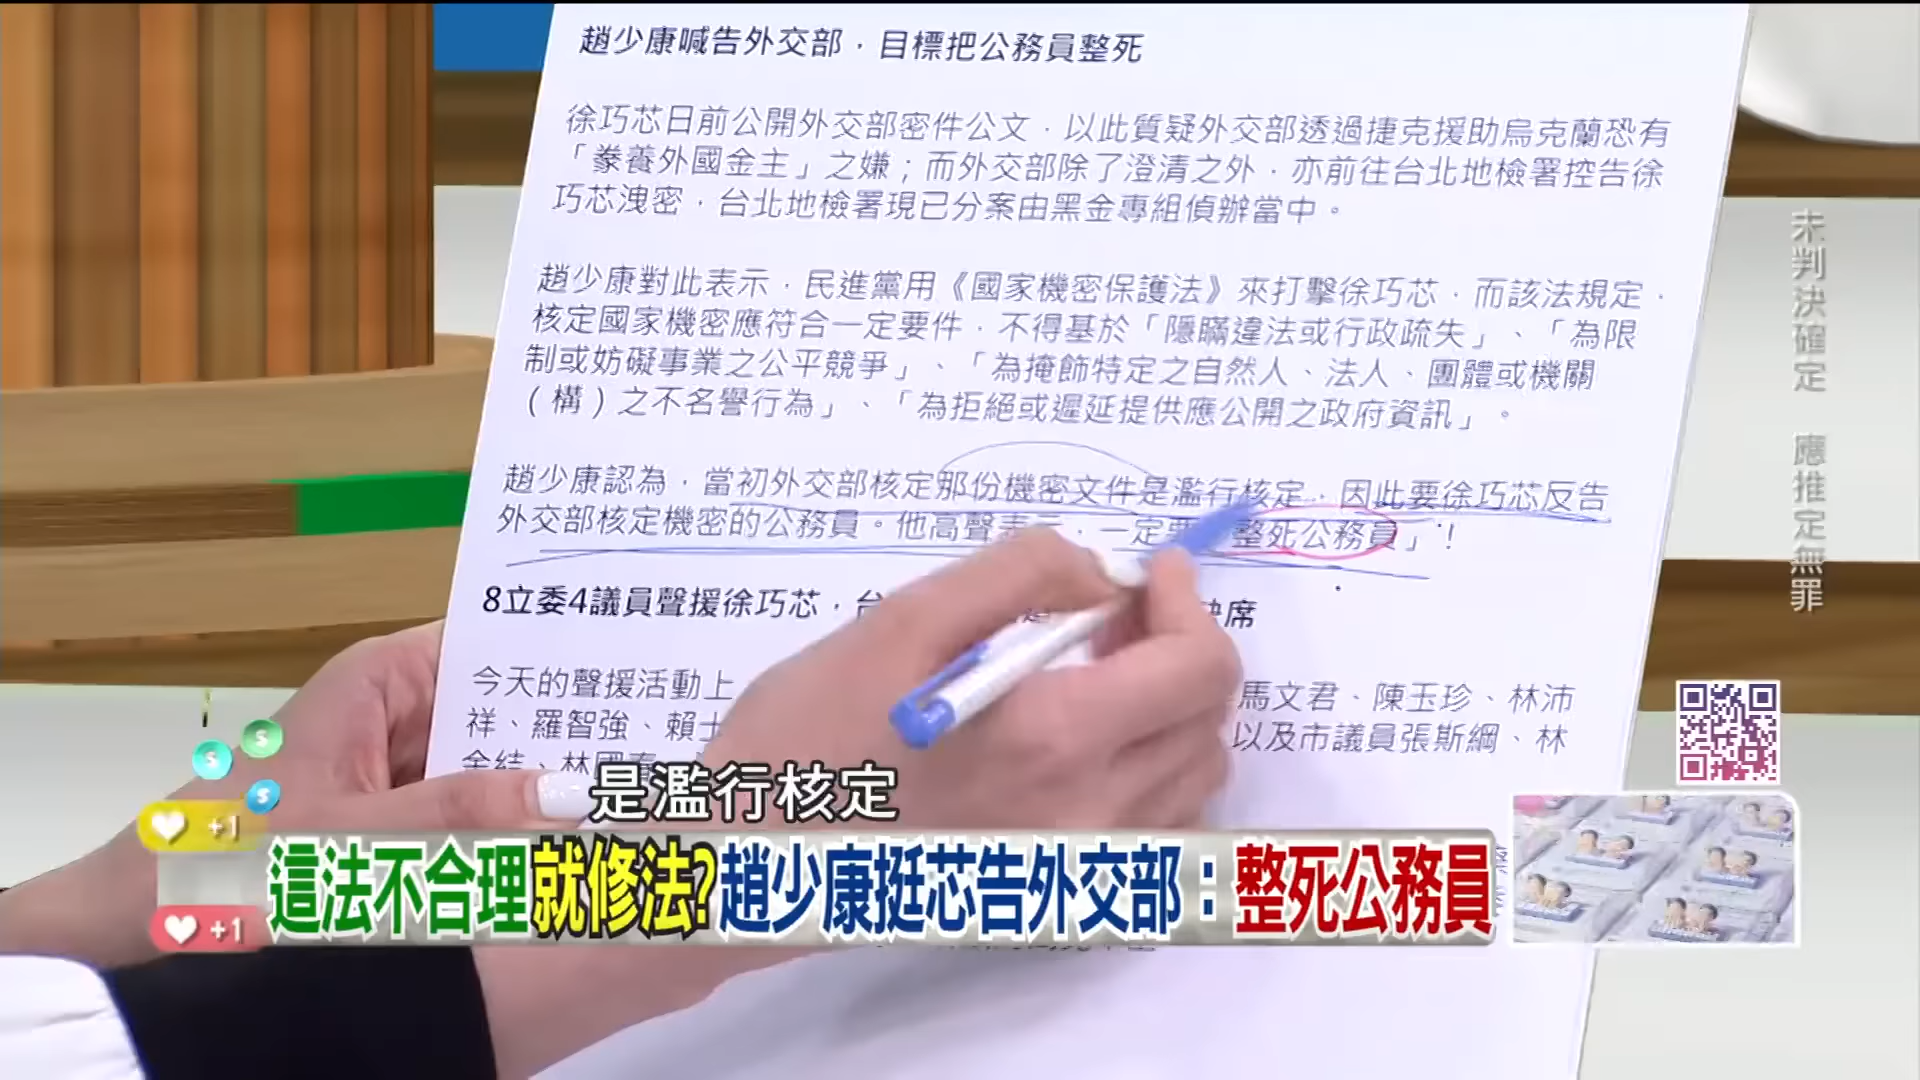 趙少康喊告外交部，目標把公務員整死
徐巧芯日前公開外交部密件公文，以此質疑外交部透過捷克援助烏克蘭恐有
「豢養外國金主」之嫌；而外交部除了澄清之外，亦前往台北地檢署控告徐
巧芯洩密，台北地檢署現已分案由黑金專組偵辦當中。
趙少康對此表示，民進黨用《國家機密保護法》來打擊徐巧芯，而該法規定，
核定國家機密應符合一定要件，不得基於「隱瞞違法或行政疏失」、「為限
制或妨礙事業之公平競爭」、「為掩飾特定之自然人、法人、團體或機關
（構）之不名譽行為」、「為拒絕或遲延提供應公開之政府資訊」。
趙少康認為，當初外交部核定那份機密文件是濫行核定，因此要徐巧芯反告
外交部核定機密的公務員。他高聲表示，一定要 整死公務員」！
8立委4議員聲援徐巧芯，台 席
今天的聲援活動上 馬文君、陳玉珍、林沛
祥、羅智強、賴士 以及市議員張斯綱、林
金結、林國春
是濫行核定
這法不合理就修法?趙少康挺芯告外交部：整死公務員
未判決確定 應推定無罪
+1
+1
S
S
S